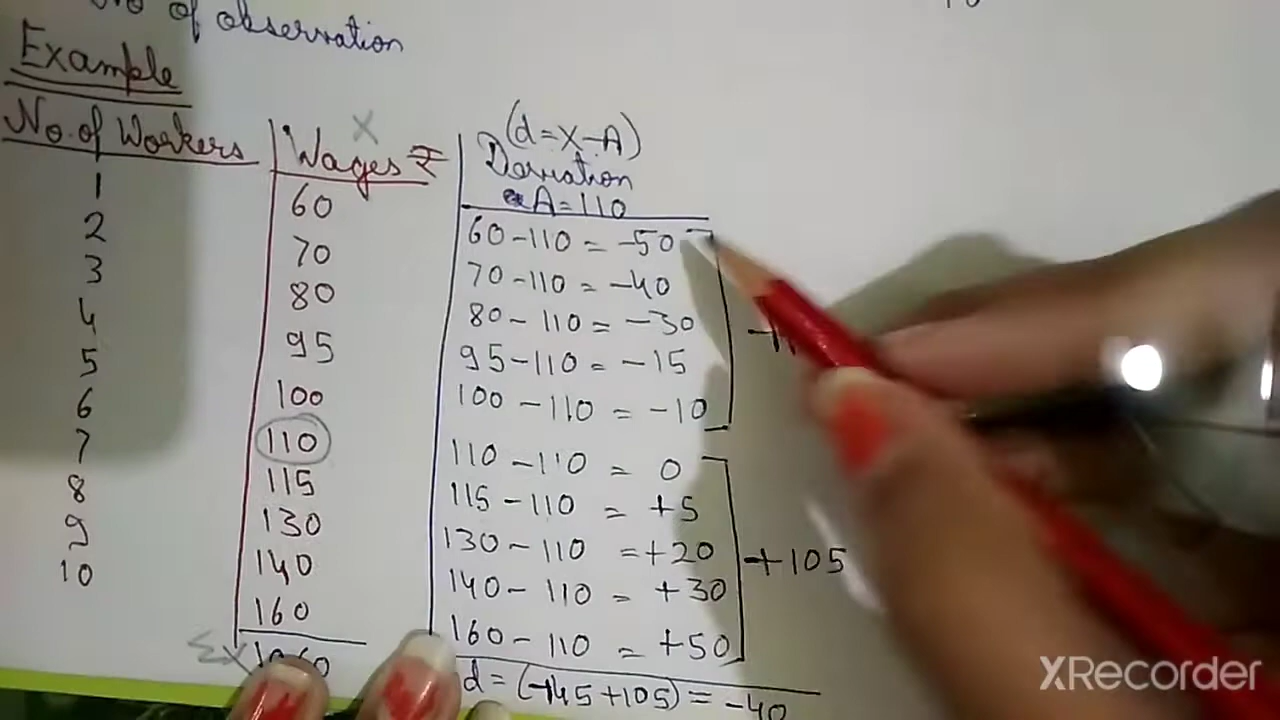 No of observation
Example
No. of Workers
X
Wages ₹
(d=X-A)
Deviation
A=110
1
60
60-110 = -50
2
70
70-110 = -40
3
80
80-110 = -30
4
95
95-110 = -15
5
100
100-110 = -10
6
110
110-110 = 0
7
115
115-110 = +5
8
130
130-110 = +20
9
140
140-110 = +30
10
160
160-110 = +50
+105
Σx
d = (-145+105) = -40
XRecorder